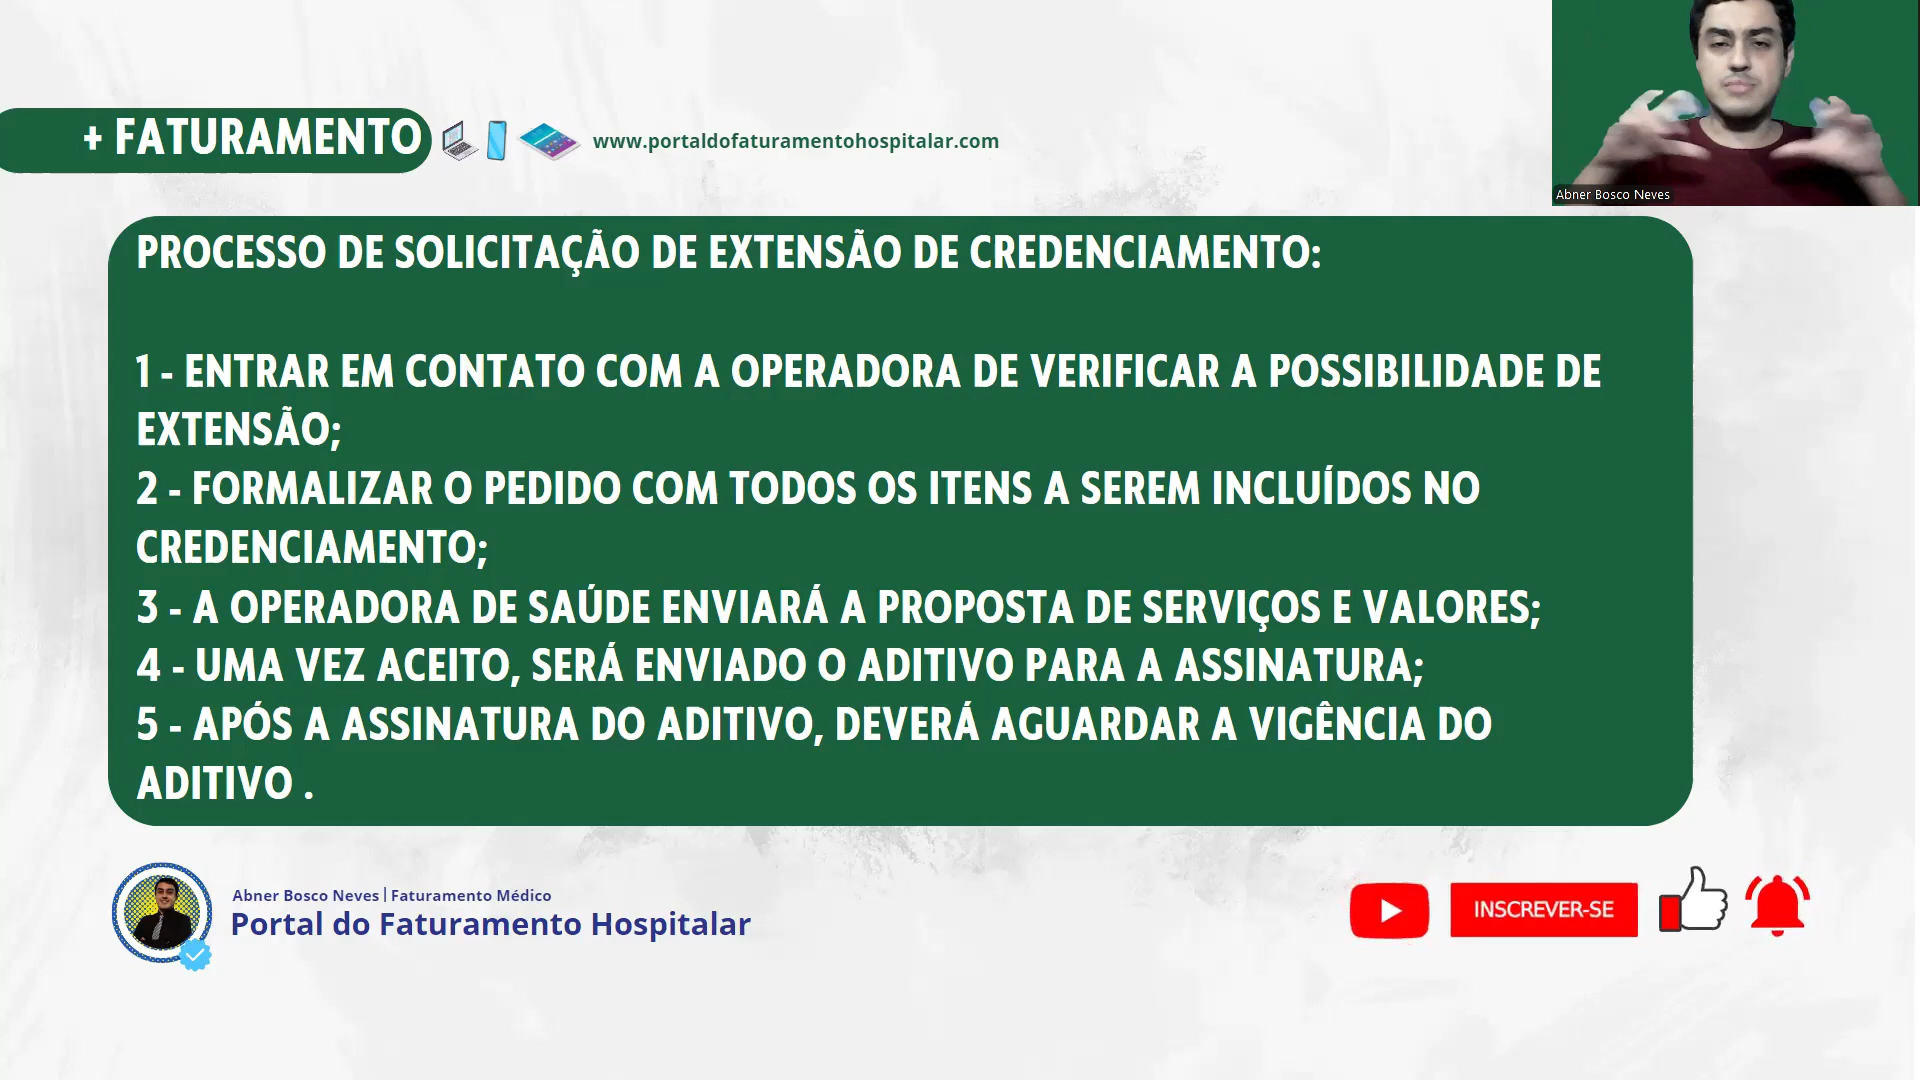 + FATURAMENTO
www.portaldofaturamentohospitalar.com
Abner Bosco Neves
PROCESSO DE SOLICITAÇÃO DE EXTENSÃO DE CREDENCIAMENTO:
1 - ENTRAR EM CONTATO COM A OPERADORA DE VERIFICAR A POSSIBILIDADE DE
EXTENSÃO;
2 - FORMALIZAR O PEDIDO COM TODOS OS ITENS A SEREM INCLUÍDOS NO
CREDENCIAMENTO;
3 - A OPERADORA DE SAÚDE ENVIARÁ A PROPOSTA DE SERVIÇOS E VALORES;
4 - UMA VEZ ACEITO, SERÁ ENVIADO O ADITIVO PARA A ASSINATURA;
5 - APÓS A ASSINATURA DO ADITIVO, DEVERÁ AGUARDAR A VIGÊNCIA DO
ADITIVO .
Abner Bosco Neves | Faturamento Médico
Portal do Faturamento Hospitalar
INSCREVER-SE